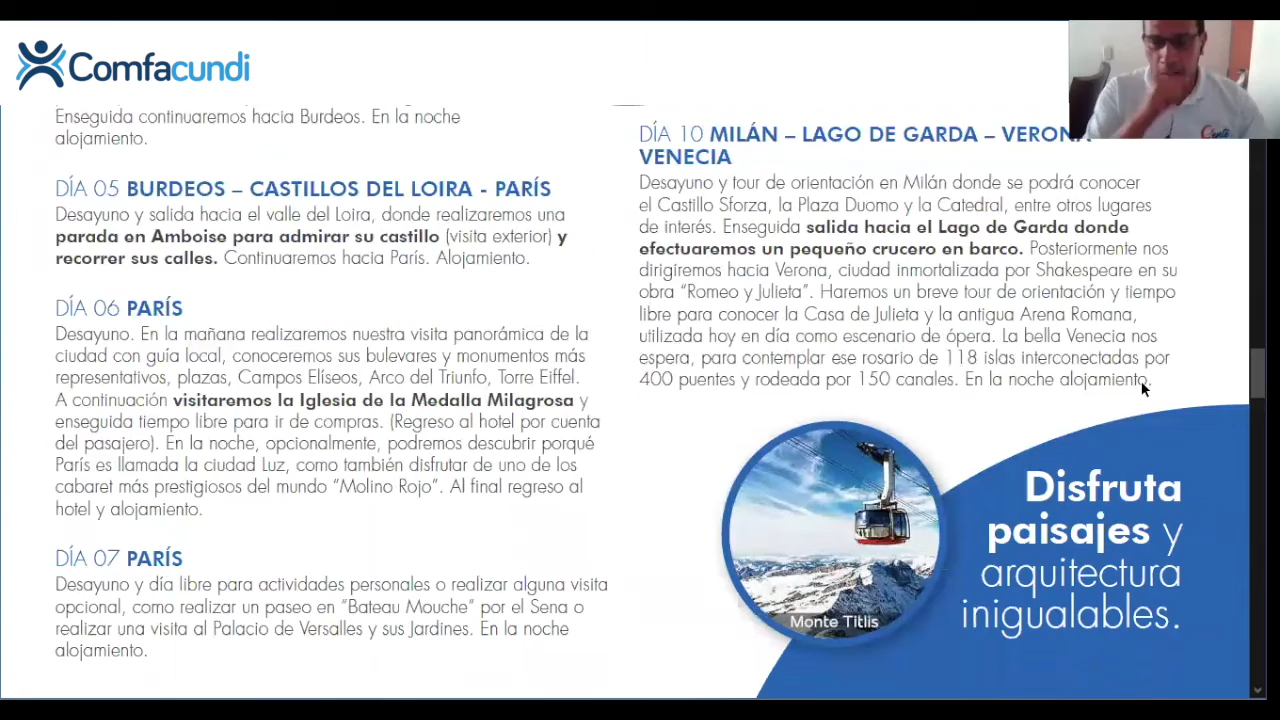 Comfacundi
Enseguida continuaremos hacia Burdeos. En la noche
alojamiento.
DÍA 05 BURDEOS – CASTILLOS DEL LOIRA - PARÍS
Desayuno y salida hacia el valle del Loira, donde realizaremos una
parada en Amboise para admirar su castillo (visita exterior) y
recorrer sus calles. Continuaremos hacia París. Alojamiento.
DÍA 06 PARÍS
Desayuno. En la mañana realizaremos nuestra visita panorámica de la
ciudad con guía local, conoceremos sus bulevares y monumentos más
representativos, plazas, Campos Elíseos, Arco del Triunfo, Torre Eiffel.
A continuación visitaremos la Iglesia de la Medalla Milagrosa y
enseguida tiempo libre para ir de compras. (Regreso al hotel por cuenta
del pasajero). En la noche, opcionalmente, podremos descubrir porqué
París es llamada la ciudad Luz, como también disfrutar de uno de los
cabaret más prestigiosos del mundo “Molino Rojo”. Al final regreso al
hotel y alojamiento.
DÍA 07 PARÍS
Desayuno y día libre para actividades personales o realizar alguna visita
opcional, como realizar un paseo en “Bateau Mouche” por el Sena o
realizar una visita al Palacio de Versalles y sus Jardines. En la noche
alojamiento.
DÍA 10 MILÁN – LAGO DE GARDA – VERONA
VENECIA
Desayuno y tour de orientación en Milán donde se podrá conocer
el Castillo Sforza, la Plaza Duomo y la Catedral, entre otros lugares
de interés. Enseguida salida hacia el Lago de Garda donde
efectuaremos un pequeño crucero en barco. Posteriormente nos
dirigiremos hacia Verona, ciudad inmortalizada por Shakespeare en su
obra “Romeo y Julieta”. Haremos un breve tour de orientación y tiempo
libre para conocer la Casa de Julieta y la antigua Arena Romana,
utilizada hoy en día como escenario de ópera. La bella Venecia nos
espera, para contemplar ese rosario de 118 islas interconectadas por
400 puentes y rodeada por 150 canales. En la noche alojamiento.
Monte Titlis
Disfruta
paisajes y
arquitectura
inigualables.